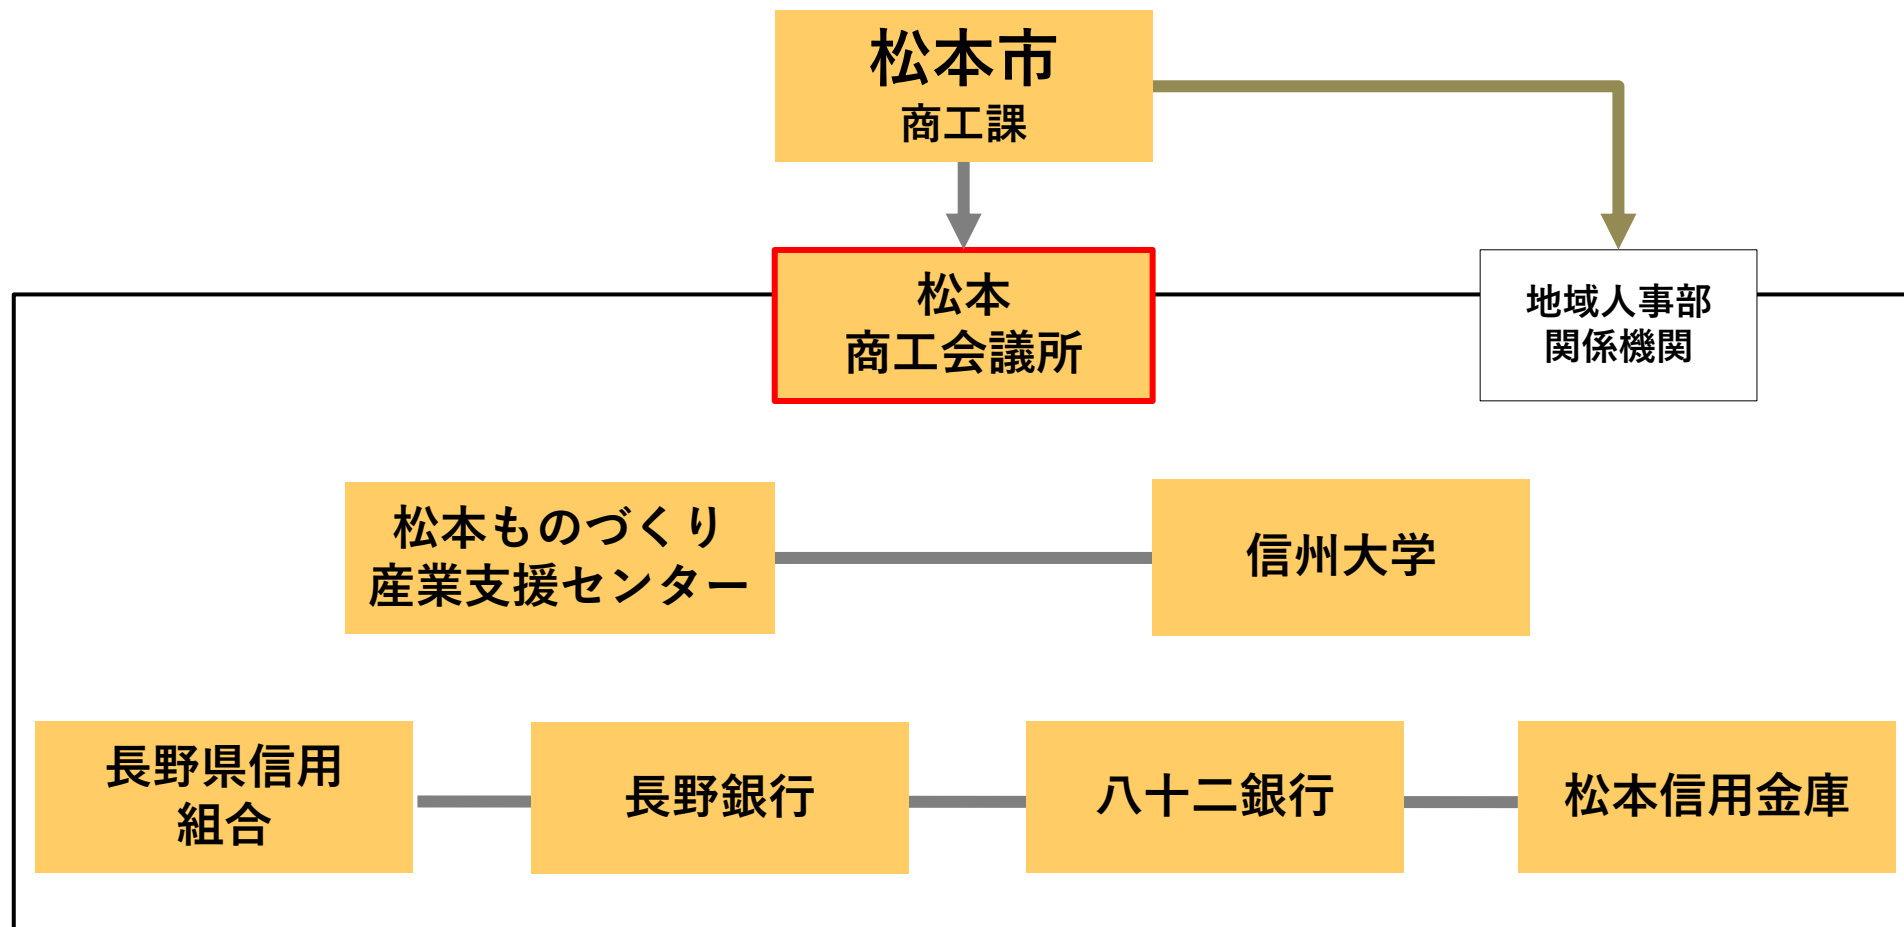 松本市
商工課
松本
商工会議所
地域人事部
関係機関
松本ものづくり
産業支援センター
信州大学
長野県信用
組合
長野銀行
八十二銀行
松本信用金庫